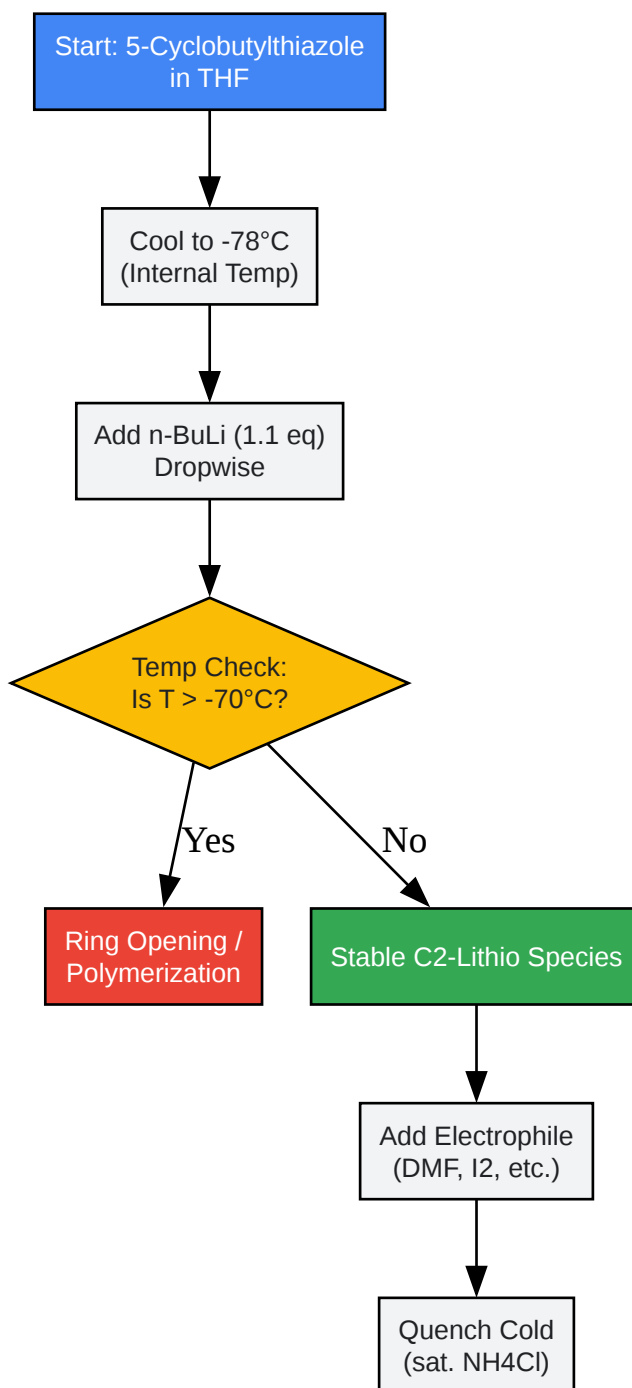 Start: 5-Cyclobutylthiazole
in THF
Cool to -78°C
(Internal Temp)
Add n-BuLi (1.1 eq)
Dropwise
Temp Check:
Is T > -70°C?
Yes
No
Ring Opening /
Polymerization
Stable C2-Lithio Species
Add Electrophile
(DMF, I2, etc.)
Quench Cold
(sat. NH4Cl)